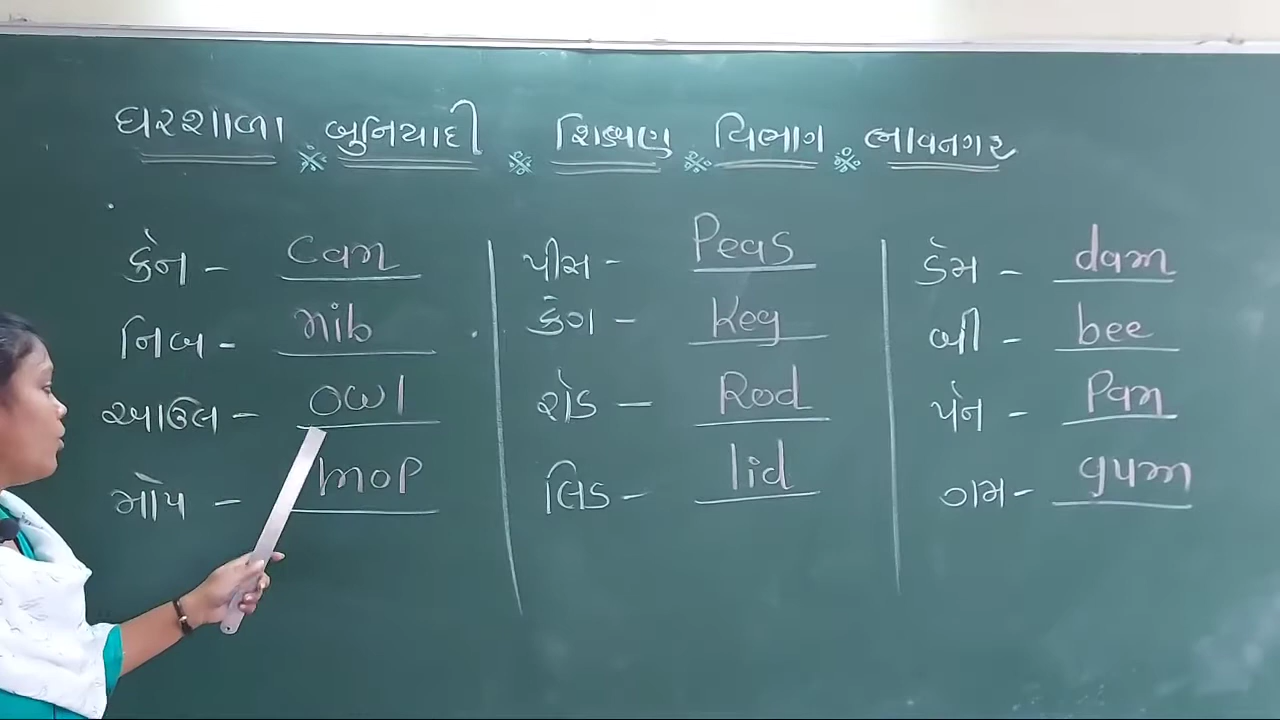 ઘરશાળા ※ બુનિયાદી ※ શિક્ષણ ※ વિભાગ ※ ભાવનગર
કેન - Can
નિબ - nib
આઉલ - owl
મોપ - mop
પીસ - Peas
કેગ - Keg
રોડ - Rod
લિડ - lid
ડેમ - dam
બી - bee
પેન - Pan
ગમ - gum